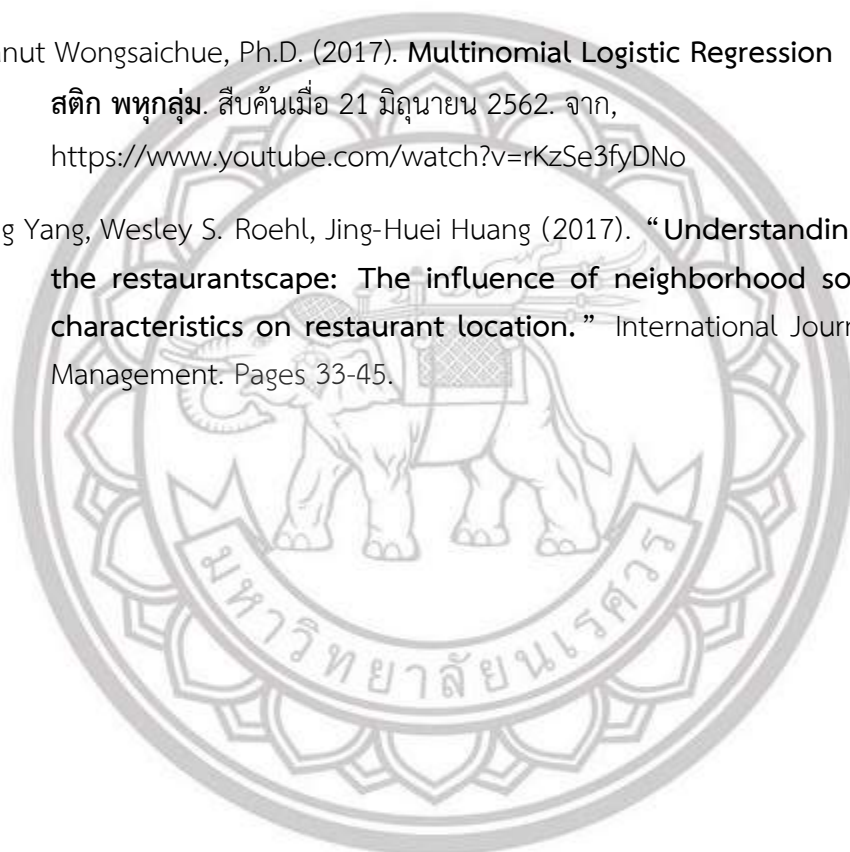 nut Wongsaichue, Ph.D. (2017). Multinomial Logistic Regression
สติก พหุกลุ่ม. สืบค้นเมื่อ 21 มิถุนายน 2562. จาก,
https://www.youtube.com/watch?v=rKzSe3fyDNo
g Yang, Wesley S. Roehl, Jing-Huei Huang (2017). “Understandin
the restaurantscape: The influence of neighborhood so
characteristics on restaurant location.” International Journ
Management. Pages 33-45.
มหาวิทยาลัยนเรศวร